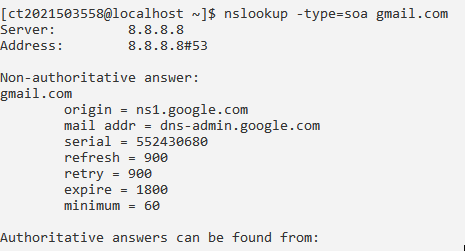 [ct2021503558@localhost ~]$ nslookup -type=soa gmail.com
Server:         8.8.8.8
Address:        8.8.8.8#53

Non-authoritative answer:
gmail.com
        origin = ns1.google.com
        mail addr = dns-admin.google.com
        serial = 552430680
        refresh = 900
        retry = 900
        expire = 1800
        minimum = 60

Authoritative answers can be found from: